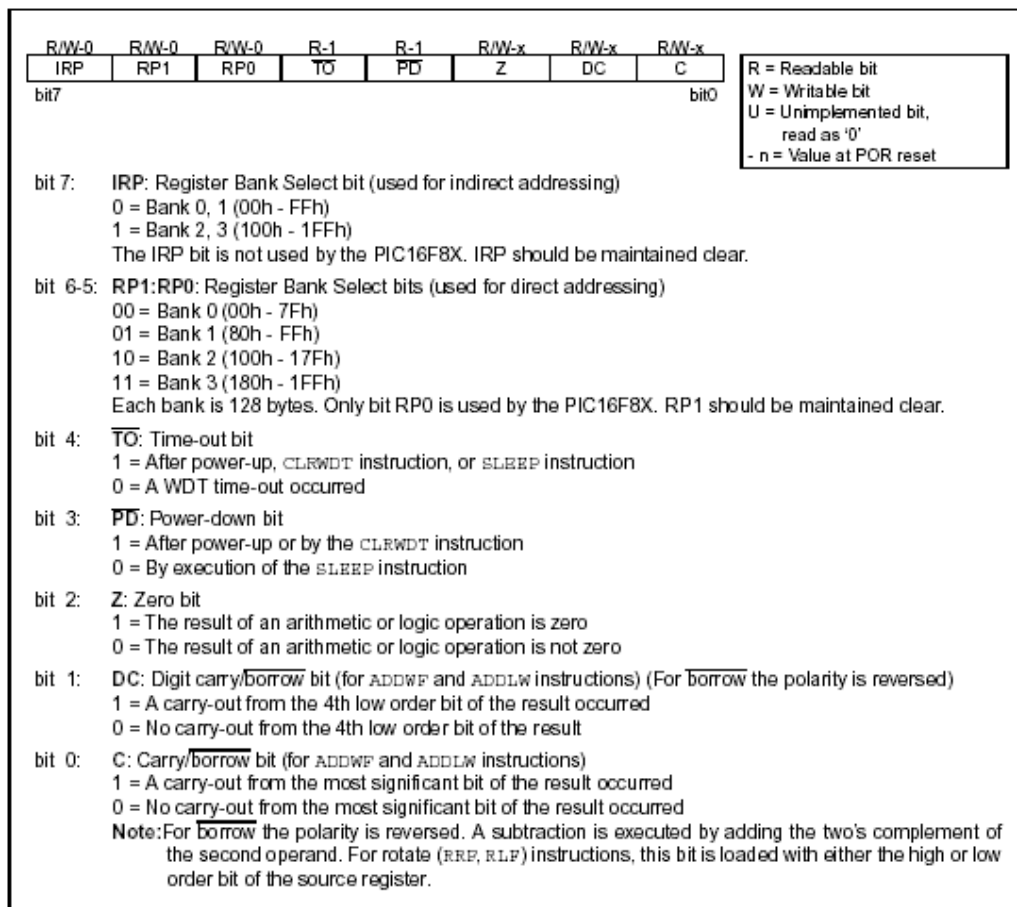 R/W-0 R/W-0 R/W-0 R-1 R-1 R/W-x R/W-x R/W-x
IRP RP1 RP0 T̅O̅ P̅D̅ Z DC C
bit7 bit0
R = Readable bit
W = Writable bit
U = Unimplemented bit,
read as ‘0’
- n = Value at POR reset
bit 7: IRP: Register Bank Select bit (used for indirect addressing)
0 = Bank 0, 1 (00h - FFh)
1 = Bank 2, 3 (100h - 1FFh)
The IRP bit is not used by the PIC16F8X. IRP should be maintained clear.
bit 6-5: RP1:RP0: Register Bank Select bits (used for direct addressing)
00 = Bank 0 (00h - 7Fh)
01 = Bank 1 (80h - FFh)
10 = Bank 2 (100h - 17Fh)
11 = Bank 3 (180h - 1FFh)
Each bank is 128 bytes. Only bit RP0 is used by the PIC16F8X. RP1 should be maintained clear.
bit 4: T̅O̅: Time-out bit
1 = After power-up, CLRWDT instruction, or SLEEP instruction
0 = A WDT time-out occurred
bit 3: P̅D̅: Power-down bit
1 = After power-up or by the CLRWDT instruction
0 = By execution of the SLEEP instruction
bit 2: Z: Zero bit
1 = The result of an arithmetic or logic operation is zero
0 = The result of an arithmetic or logic operation is not zero
bit 1: DC: Digit carry/b̅o̅r̅r̅o̅w̅ bit (for ADDWF and ADDLW instructions) (For b̅o̅r̅r̅o̅w̅ the polarity is reversed)
1 = A carry-out from the 4th low order bit of the result occurred
0 = No carry-out from the 4th low order bit of the result
bit 0: C: Carry/b̅o̅r̅r̅o̅w̅ bit (for ADDWF and ADDLW instructions)
1 = A carry-out from the most significant bit of the result occurred
0 = No carry-out from the most significant bit of the result occurred
Note:For b̅o̅r̅r̅o̅w̅ the polarity is reversed. A subtraction is executed by adding the two’s complement of
the second operand. For rotate (RRF, RLF) instructions, this bit is loaded with either the high or low
order bit of the source register.